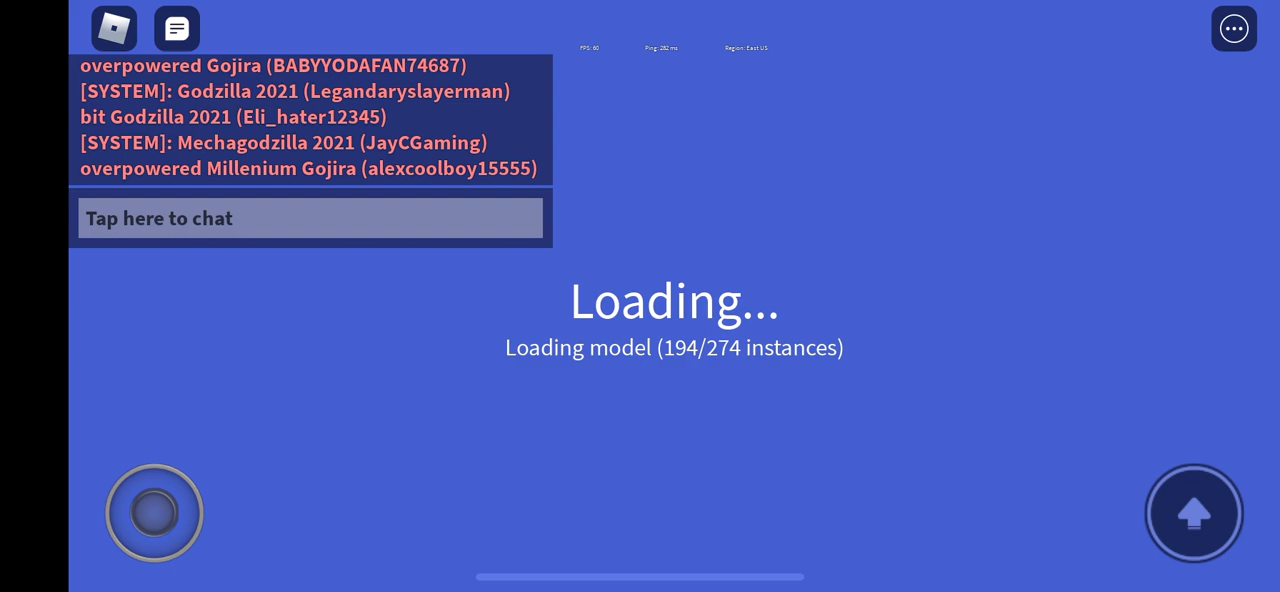 FPS: 60 Ping: 282 ms Region: East US
overpowered Gojira (BABYYODAFAN74687)
[SYSTEM]: Godzilla 2021 (Legandaryslayerman)
bit Godzilla 2021 (Eli_hater12345)
[SYSTEM]: Mechagodzilla 2021 (JayCGaming)
overpowered Millenium Gojira (alexcoolboy15555)
Tap here to chat
Loading...
Loading model (194/274 instances)